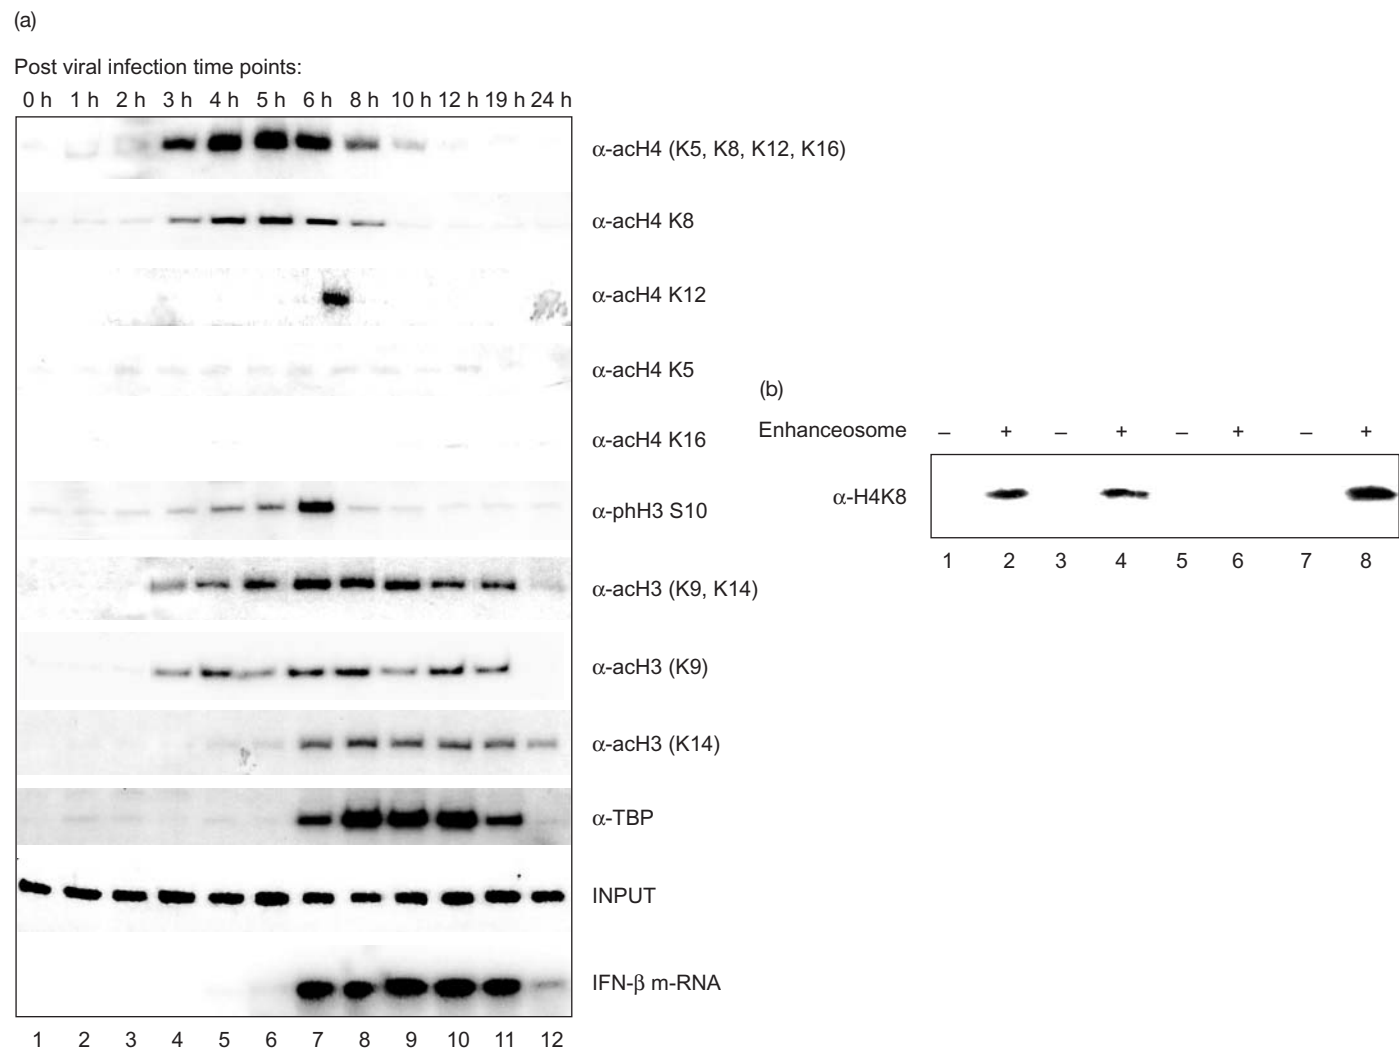 (a)
Post viral infection time points:
0 h 1 h 2 h 3 h 4 h 5 h 6 h 8 h 10 h 12 h 19 h 24 h
α-acH4 (K5, K8, K12, K16)
α-acH4 K8
α-acH4 K12
α-acH4 K5
α-acH4 K16
α-phH3 S10
α-acH3 (K9, K14)
α-acH3 (K9)
α-acH3 (K14)
α-TBP
INPUT
IFN-β m-RNA
1 2 3 4 5 6 7 8 9 10 11 12
(b)
Enhanceosome – + – + – + – +
α-H4K8
1 2 3 4 5 6 7 8